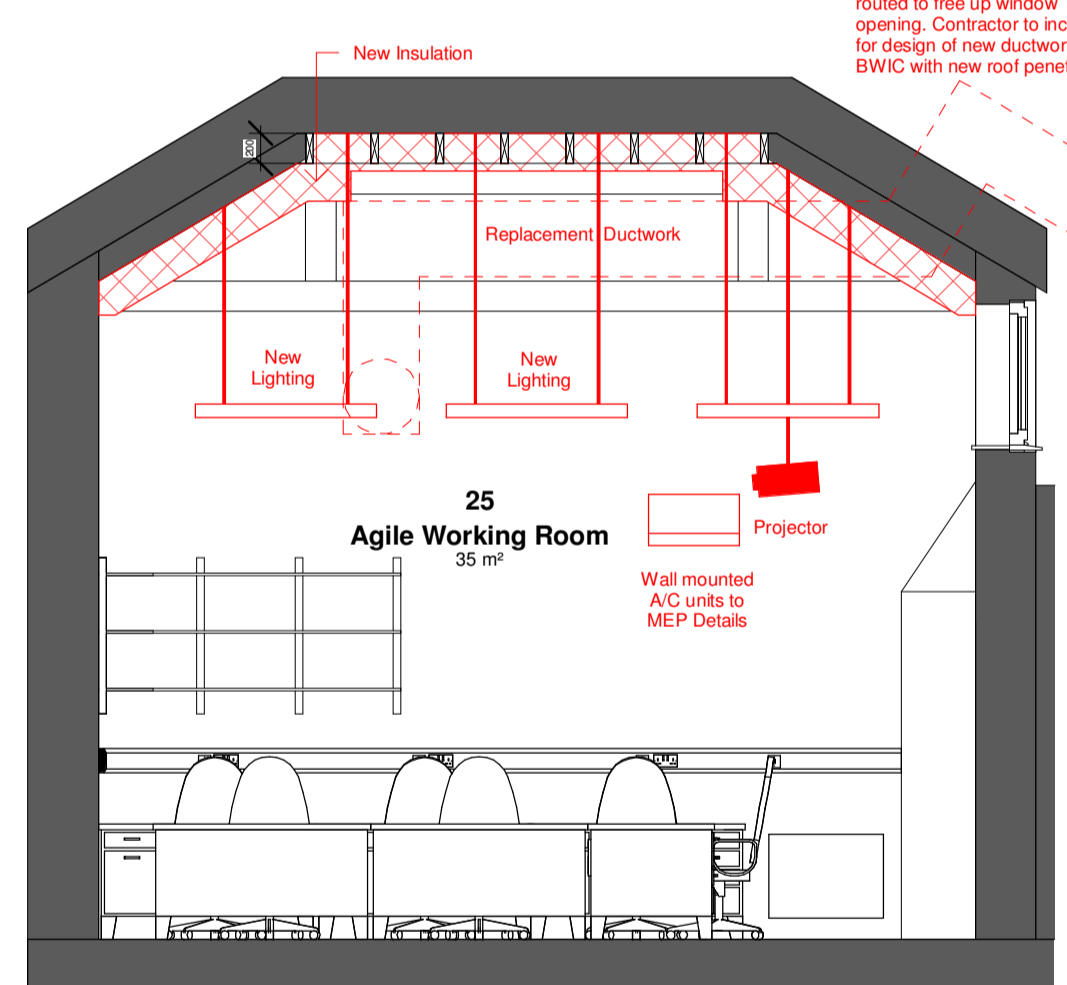 routed to free up window
opening. Contractor to inc
for design of new ductwor
BWIC with new roof penet
New Insulation
200
Replacement Ductwork
New
Lighting
New
Lighting
25
Agile Working Room
35 m²
Projector
Wall mounted
A/C units to
MEP Details